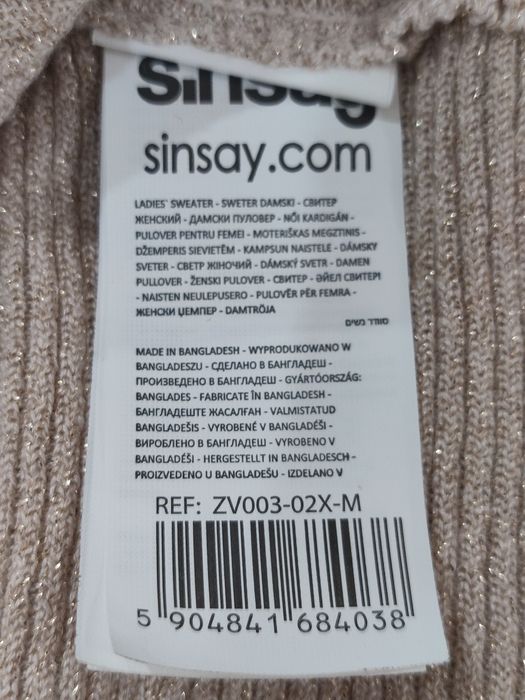 sinsay
sinsay.com
LADIES` SWEATER - SWETER DAMSKI - СВИТЕР
ЖЕНСКИЙ - ДАМСКИ ПУЛОВЕР - NŐI KARDIGÁN -
PULOVER PENTRU FEMEI - MOTERIŠKAS MEGZTINIS -
DŽEMPERIS SIEVIETĒM - KAMPSUN NAISTELE - DÁMSKY
SVETER - СВЕТР ЖІНОЧИЙ - DÁMSKÝ SVETR - DAMEN
PULLOVER - ŽENSKI PULOVER - СВИТЕР - ӘЙЕЛ СВИТЕРІ
- NAISTEN NEULEPUSERO - PULOVËR PËR FEMRA -
ЖЕНСКИ ЏЕМПЕР - DAMTRÖJA
סוודר נשים
MADE IN BANGLADESH - WYPRODUKOWANO W
BANGLADESZU - СДЕЛАНО В БАНГЛАДЕШ -
ПРОИЗВЕДЕНО В БАНГЛАДЕШ - GYÁRTÓORSZÁG:
BANGLADES - FABRICATE ÎN BANGLADESH -
БАНГЛАДЕШТЕ ЖАСАЛҒАН - VALMISTATUD
BANGLADEŠIS - VYROBENÉ V BANGLADÉŠI -
ВИРОБЛЕНО В БАНГЛАДЕШ - VYROBENO V
BANGLADÉŠI - HERGESTELLT IN BANGLADESCH -
PROIZVEDENO U BANGLADEŠU - IZDELANO V
REF: ZV003-02X-M
5 904841 684038